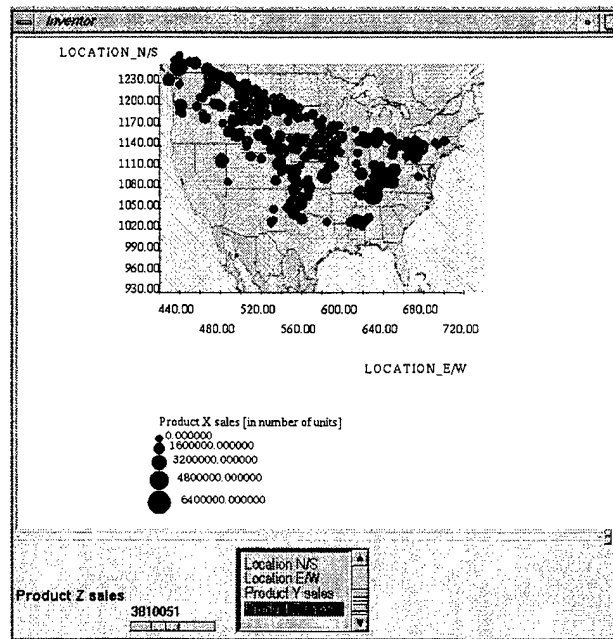 Inventor
LOCATION_N/S
1230.00
1200.00
1170.00
1140.00
1110.00
1080.00
1050.00
1020.00
990.00
960.00
930.00
440.00 520.00 600.00 680.00
480.00 560.00 640.00 720.00
LOCATION_E/W
Product X sales [in number of units]
0.000000
1600000.000000
3200000.000000
4800000.000000
6400000.000000
Location N/S
Location E/W
Product Y sales
Product Z sales
3810051